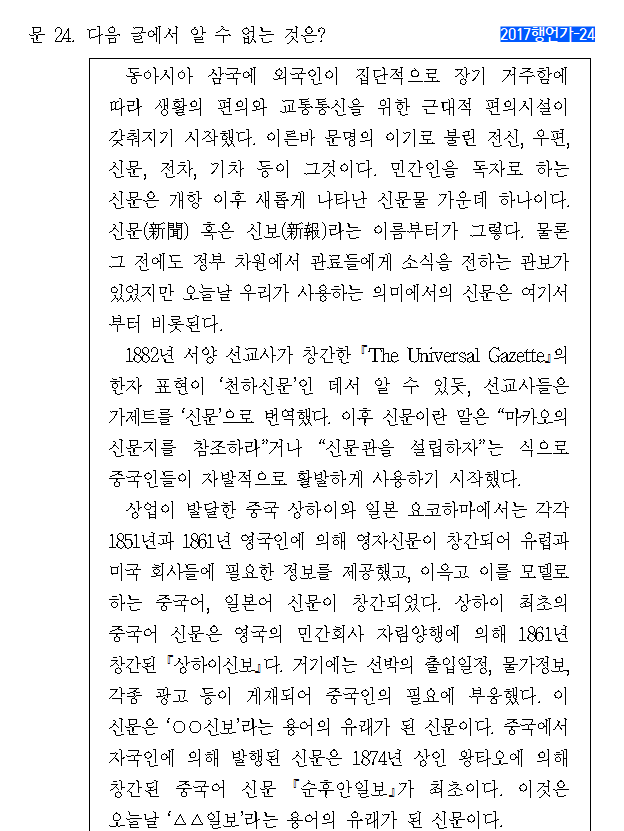 문 24. 다음 글에서 알 수 없는 것은?
2017행언가-24
동아시아 삼국에 외국인이 집단적으로 장기 거주함에
따라 생활의 편의와 교통통신을 위한 근대적 편의시설이
갖춰지기 시작했다. 이른바 문명의 이기로 불린 전신, 우편,
신문, 전차, 기차 등이 그것이다. 민간인을 독자로 하는
신문은 개항 이후 새롭게 나타난 신문물 가운데 하나이다.
신문(新聞) 혹은 신보(新報)라는 이름부터가 그렇다. 물론
그 전에도 정부 차원에서 관료들에게 소식을 전하는 관보가
있었지만 오늘날 우리가 사용하는 의미에서의 신문은 여기서
부터 비롯된다.
1882년 서양 선교사가 창간한 『The Universal Gazette』의
한자 표현이 ‘천하신문’인 데서 알 수 있듯, 선교사들은
가제트를 ‘신문’으로 번역했다. 이후 신문이란 말은 “마카오의
신문지를 참조하라”거나 “신문관을 설립하자”는 식으로
중국인들이 자발적으로 활발하게 사용하기 시작했다.
상업이 발달한 중국 상하이와 일본 요코하마에서는 각각
1851년과 1861년 영국인에 의해 영자신문이 창간되어 유럽과
미국 회사들에 필요한 정보를 제공했고, 이윽고 이를 모델로
하는 중국어, 일본어 신문이 창간되었다. 상하이 최초의
중국어 신문은 영국의 민간회사 자림양행에 의해 1861년
창간된 『상하이신보』다. 거기에는 선박의 출입일정, 물가정보,
각종 광고 등이 게재되어 중국인의 필요에 부응했다. 이
신문은 ‘○○신보’라는 용어의 유래가 된 신문이다. 중국에서
자국인에 의해 발행된 신문은 1874년 상인 왕타오에 의해
창간된 중국어 신문 『순후안일보』가 최초이다. 이것은
오늘날 ‘△△일보’라는 용어의 유래가 된 신문이다.